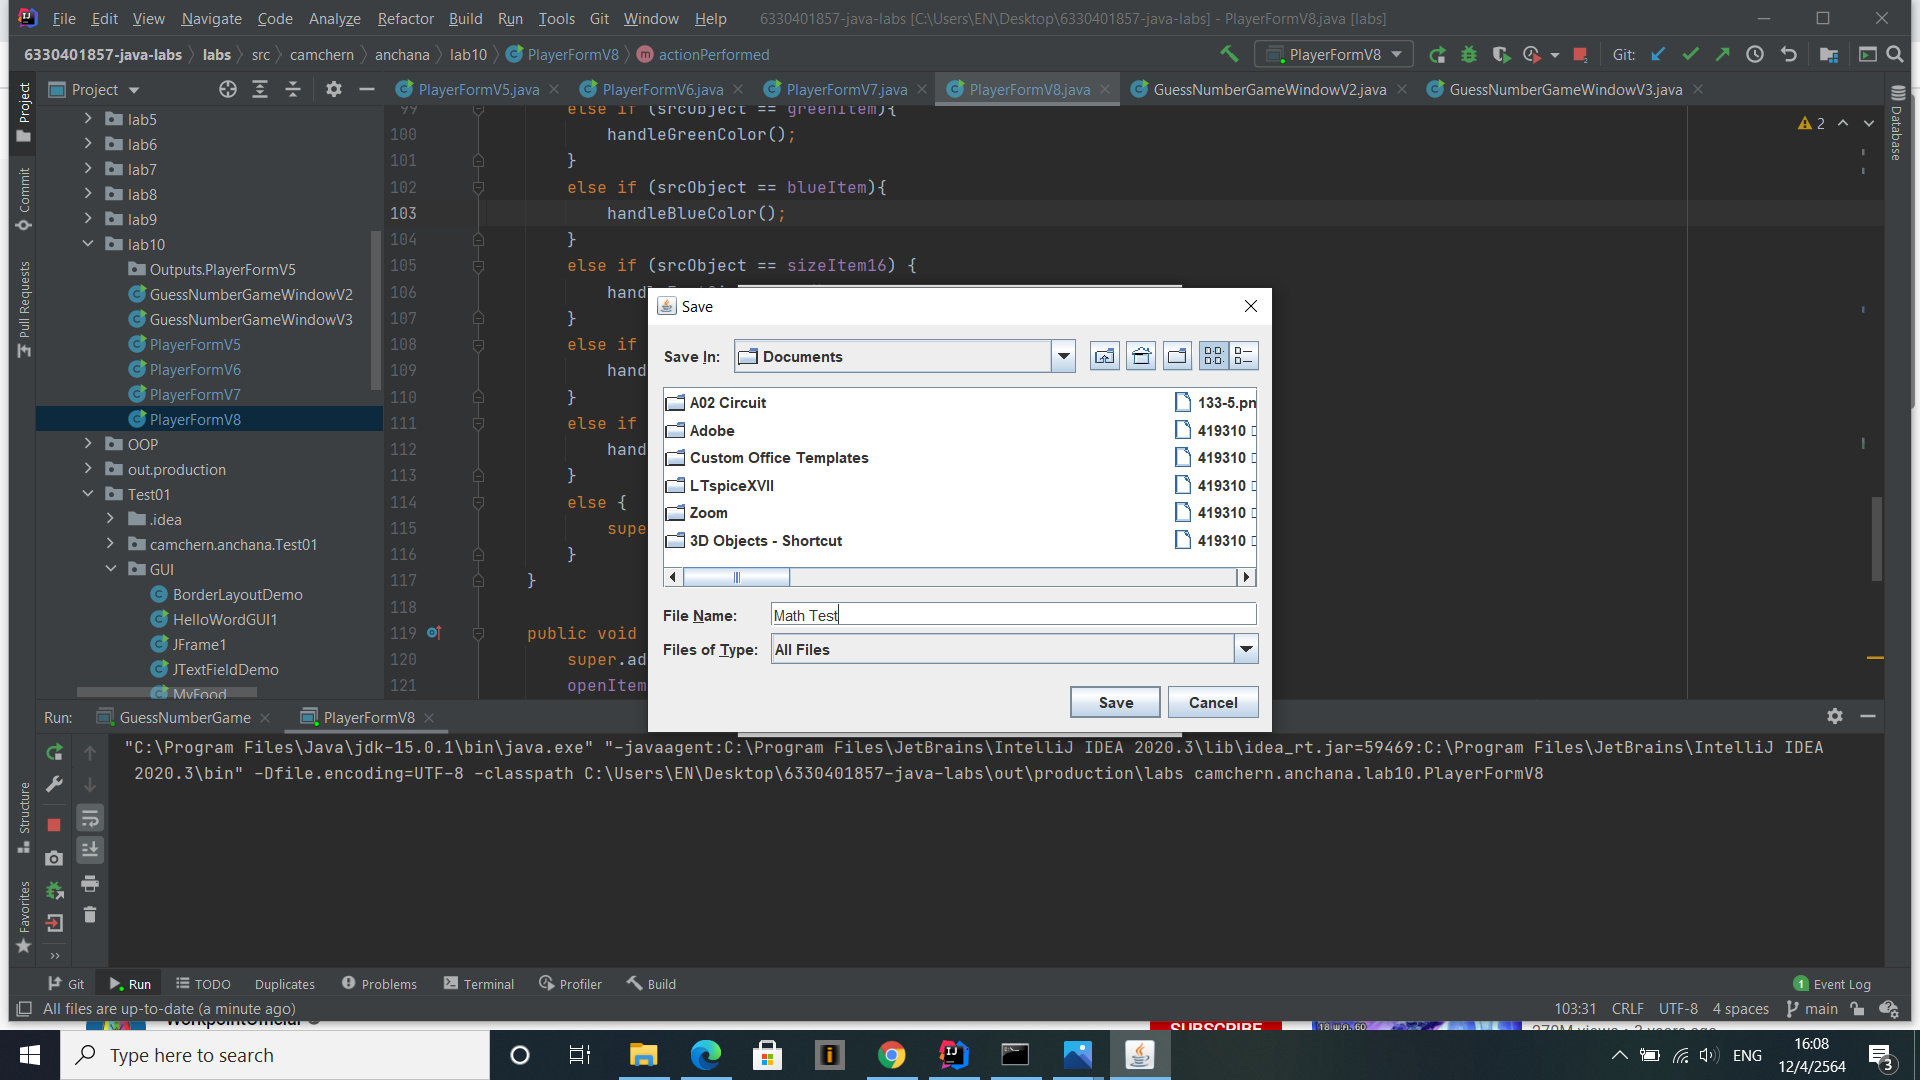 File Edit View Navigate Code Analyze Refactor Build Run Tools Git Window Help 6330401857-java-labs [C:\Users\EN\Desktop\6330401857-java-labs] - PlayerFormV8.java [labs]
6330401857-java-labs labs src camchern anchana lab10 PlayerFormV8 actionPerformed PlayerFormV8 Git:
Project PlayerFormV5.java PlayerFormV6.java PlayerFormV7.java PlayerFormV8.java GuessNumberGameWindowV2.java GuessNumberGameWindowV3.java
Project
Commit
Pull Requests
Structure
Favorites
Database
lab5
lab6
lab7
lab8
lab9
lab10
Outputs.PlayerFormV5
GuessNumberGameWindowV2
GuessNumberGameWindowV3
PlayerFormV5
PlayerFormV6
PlayerFormV7
PlayerFormV8
OOP
out.production
Test01
.idea
camchern.anchana.Test01
GUI
BorderLayoutDemo
HelloWordGUI1
JFrame1
JTextFieldDemo
MyFood
2
99 else if (srcObject == greenItem){
100 handleGreenColor();
101 }
102 else if (srcObject == blueItem){
103 handleBlueColor();
104 }
105 else if (srcObject == sizeItem16) {
106 hand
107 }
108 else if
109 hand
110 }
111 else if
112 hand
113 }
114 else {
115 supe
116 }
117 }
118
119 public void
120 super.ad
121 openItem
Save
Save In: Documents
A02 Circuit
Adobe
Custom Office Templates
LTspiceXVII
Zoom
3D Objects - Shortcut
133-5.pn
419310
419310
419310
419310
419310
File Name: Math Test
Files of Type: All Files
Save Cancel
Run: GuessNumberGame PlayerFormV8
"C:\Program Files\Java\jdk-15.0.1\bin\java.exe" "-javaagent:C:\Program Files\JetBrains\IntelliJ IDEA 2020.3\lib\idea_rt.jar=59469:C:\Program Files\JetBrains\IntelliJ IDEA
2020.3\bin" -Dfile.encoding=UTF-8 -classpath C:\Users\EN\Desktop\6330401857-java-labs\out\production\labs camchern.anchana.lab10.PlayerFormV8
Git Run TODO Duplicates Problems Terminal Profiler Build 1 Event Log
All files are up-to-date (a minute ago) 103:31 CRLF UTF-8 4 spaces main
SUBSCRIBE
Type here to search ENG 16:08
12/4/2564 3